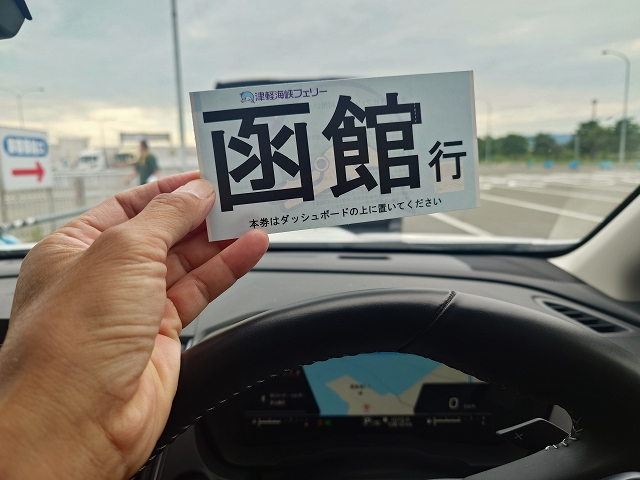 津軽海峡フェリー
函館行
本券はダッシュボードの上に置いてください
0